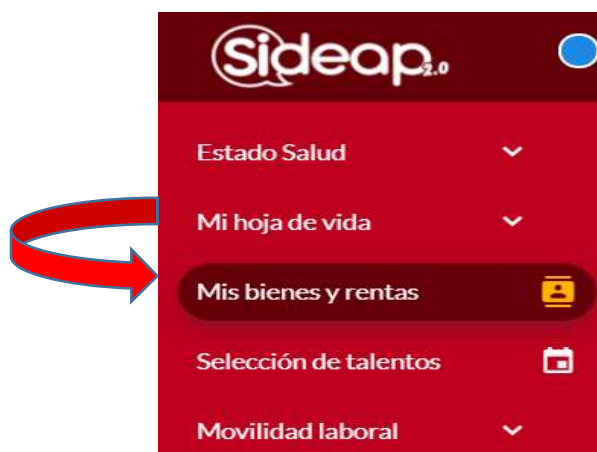 Sideap2.0
Estado Salud
Mi hoja de vida
Mis bienes y rentas
Selección de talentos
Movilidad laboral